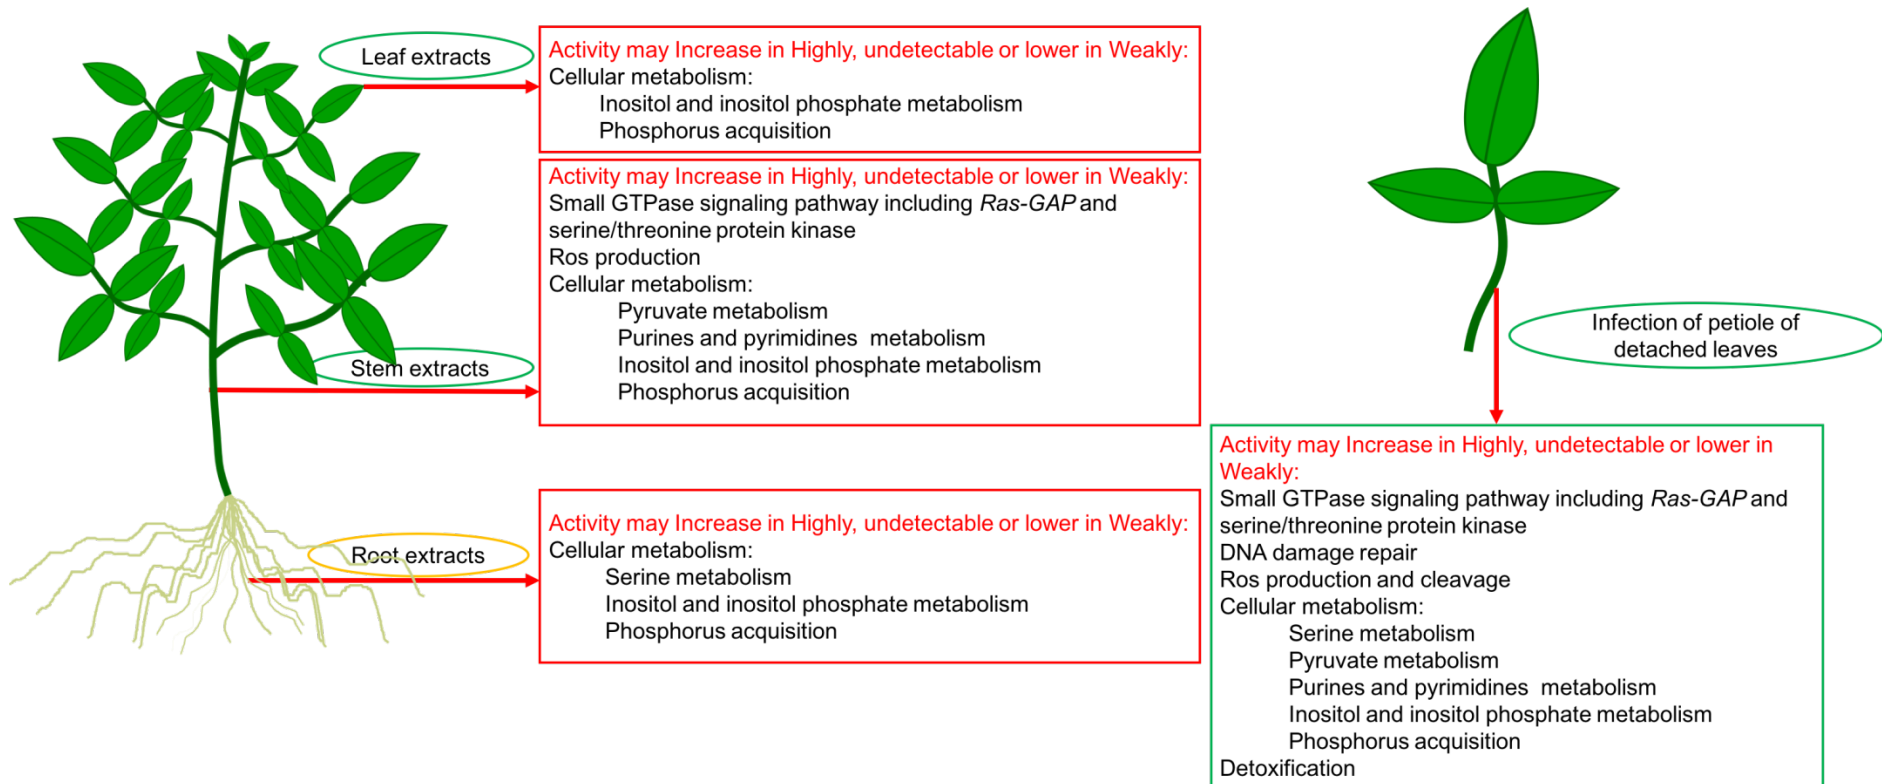 Leaf extracts
Activity may Increase in Highly, undetectable or lower in Weakly:
Cellular metabolism:
Inositol and inositol phosphate metabolism
Phosphorus acquisition
Stem extracts
Activity may Increase in Highly, undetectable or lower in Weakly:
Small GTPase signaling pathway including Ras-GAP and
serine/threonine protein kinase
Ros production
Cellular metabolism:
Pyruvate metabolism
Purines and pyrimidines metabolism
Inositol and inositol phosphate metabolism
Phosphorus acquisition
Root extracts
Activity may Increase in Highly, undetectable or lower in Weakly:
Cellular metabolism:
Serine metabolism
Inositol and inositol phosphate metabolism
Phosphorus acquisition
Infection of petiole of
detached leaves
Activity may Increase in Highly, undetectable or lower in
Weakly:
Small GTPase signaling pathway including Ras-GAP and
serine/threonine protein kinase
DNA damage repair
Ros production and cleavage
Cellular metabolism:
Serine metabolism
Pyruvate metabolism
Purines and pyrimidines metabolism
Inositol and inositol phosphate metabolism
Phosphorus acquisition
Detoxification